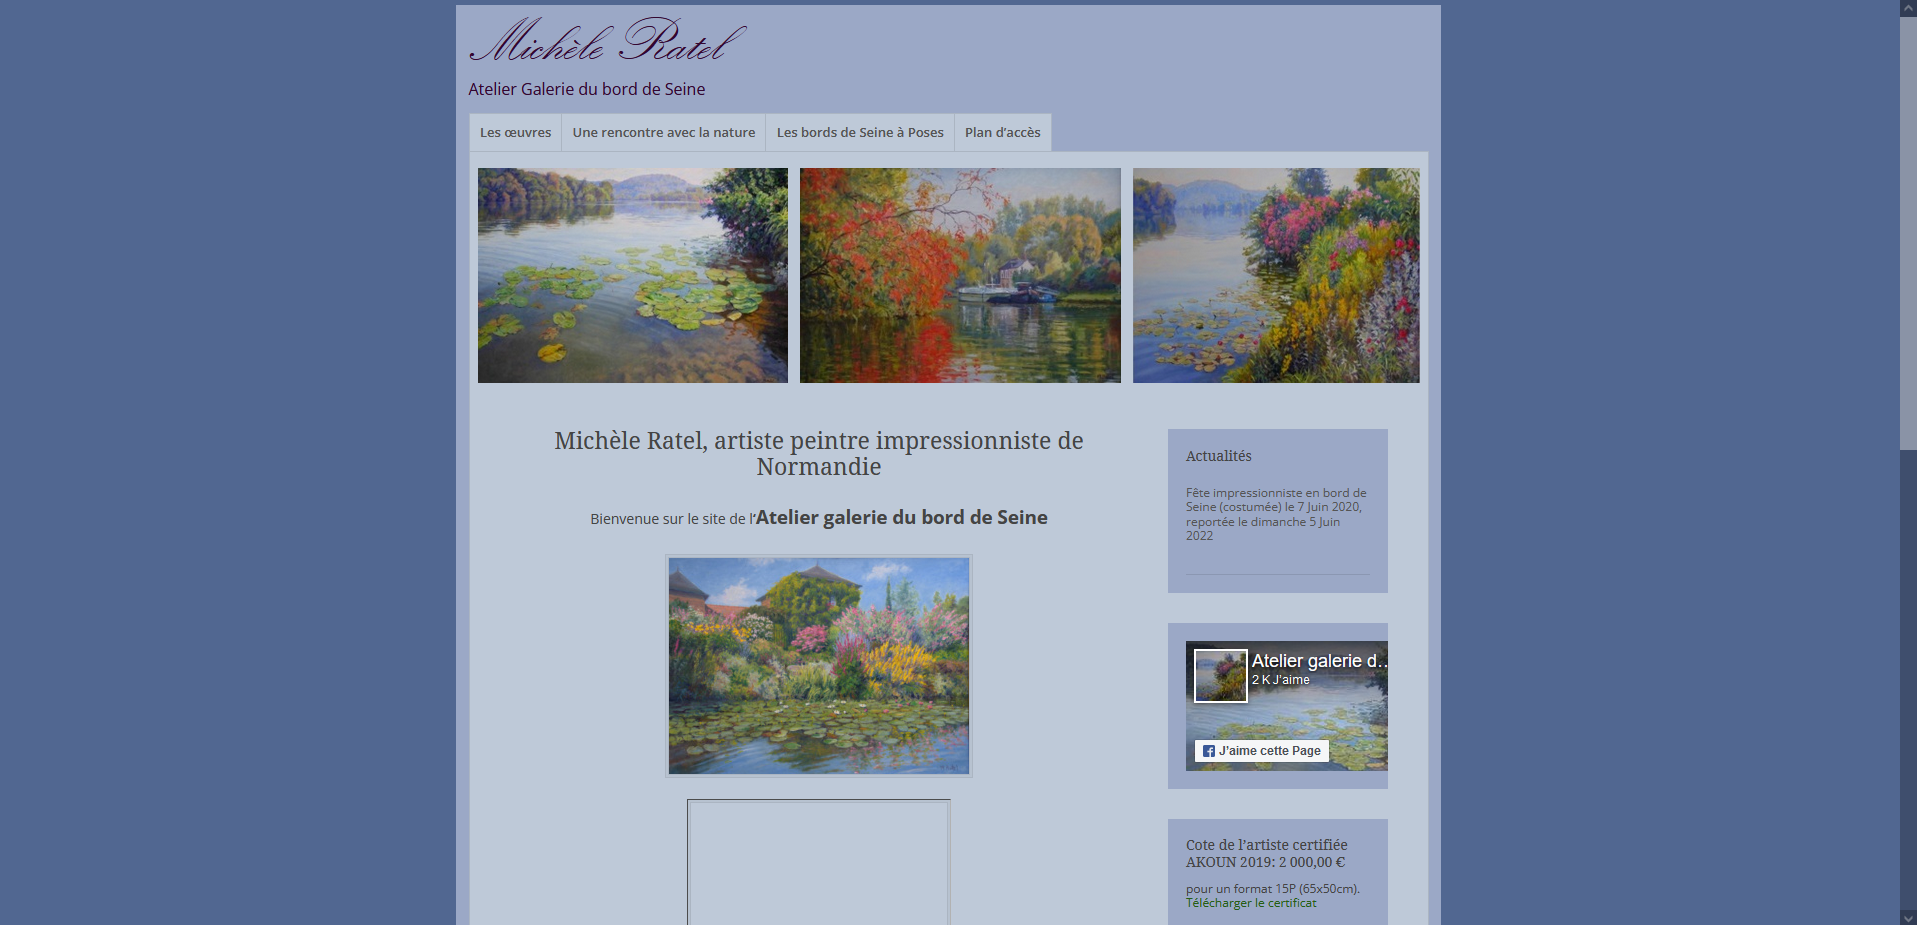 Michèle Ratel
Atelier Galerie du bord de Seine
Les œuvres
Une rencontre avec la nature
Les bords de Seine à Poses
Plan d'accès
Michèle Ratel, artiste peintre impressionniste de
Normandie
Bienvenue sur le site de l'Atelier galerie du bord de Seine
Actualités
Fête impressionniste en bord de
Seine (costumée) le 7 Juin 2020,
reportée le dimanche 5 Juin
2022
Atelier galerie d…
2 K J'aime
J'aime cette Page
Cote de l'artiste certifiée
AKOUN 2019: 2 000,00 €
pour un format 15P (65x50cm).
Télécharger le certificat